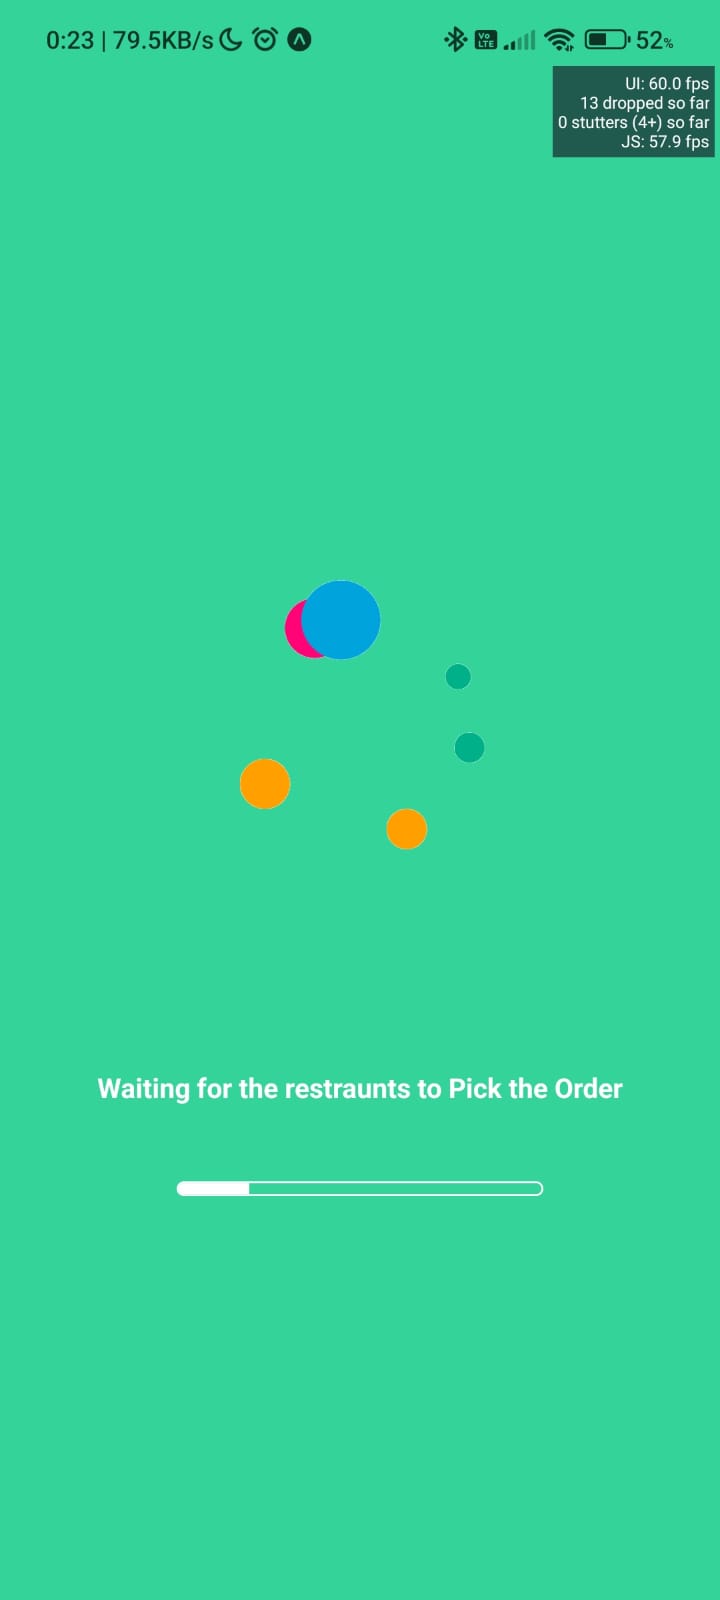 0:23 | 79.5KB/s
Vo LTE
52%
UI: 60.0 fps
13 dropped so far
0 stutters (4+) so far
JS: 57.9 fps
Waiting for the restraunts to Pick the Order